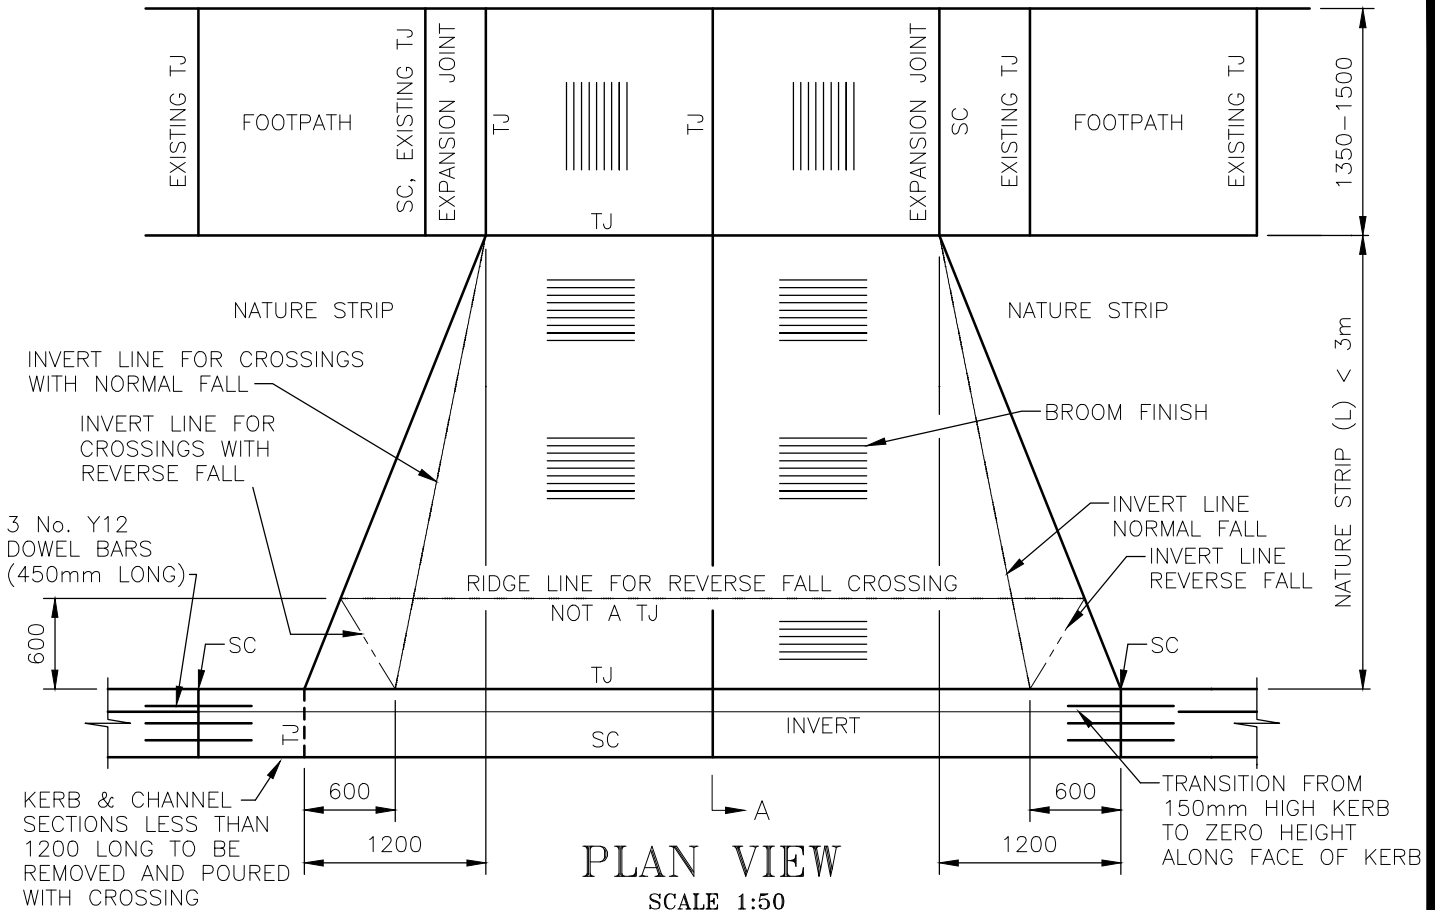 EXISTING TJ
FOOTPATH
SC, EXISTING TJ
EXPANSION JOINT
TJ
TJ
EXPANSION JOINT
SC
EXISTING TJ
FOOTPATH
EXISTING TJ
1350-1500
TJ
NATURE STRIP
NATURE STRIP
INVERT LINE FOR CROSSINGS
WITH NORMAL FALL
INVERT LINE FOR
CROSSINGS WITH
REVERSE FALL
BROOM FINISH
NATURE STRIP (L) < 3m
3 No. Y12
DOWEL BARS
(450mm LONG)
INVERT LINE
NORMAL FALL
INVERT LINE
REVERSE FALL
RIDGE LINE FOR REVERSE FALL CROSSING
NOT A TJ
600
SC
TJ
SC
TJ
SC
INVERT
KERB & CHANNEL
SECTIONS LESS THAN
1200 LONG TO BE
REMOVED AND POURED
WITH CROSSING
600
1200
A
600
1200
TRANSITION FROM
150mm HIGH KERB
TO ZERO HEIGHT
ALONG FACE OF KERB
PLAN VIEW
SCALE 1:50